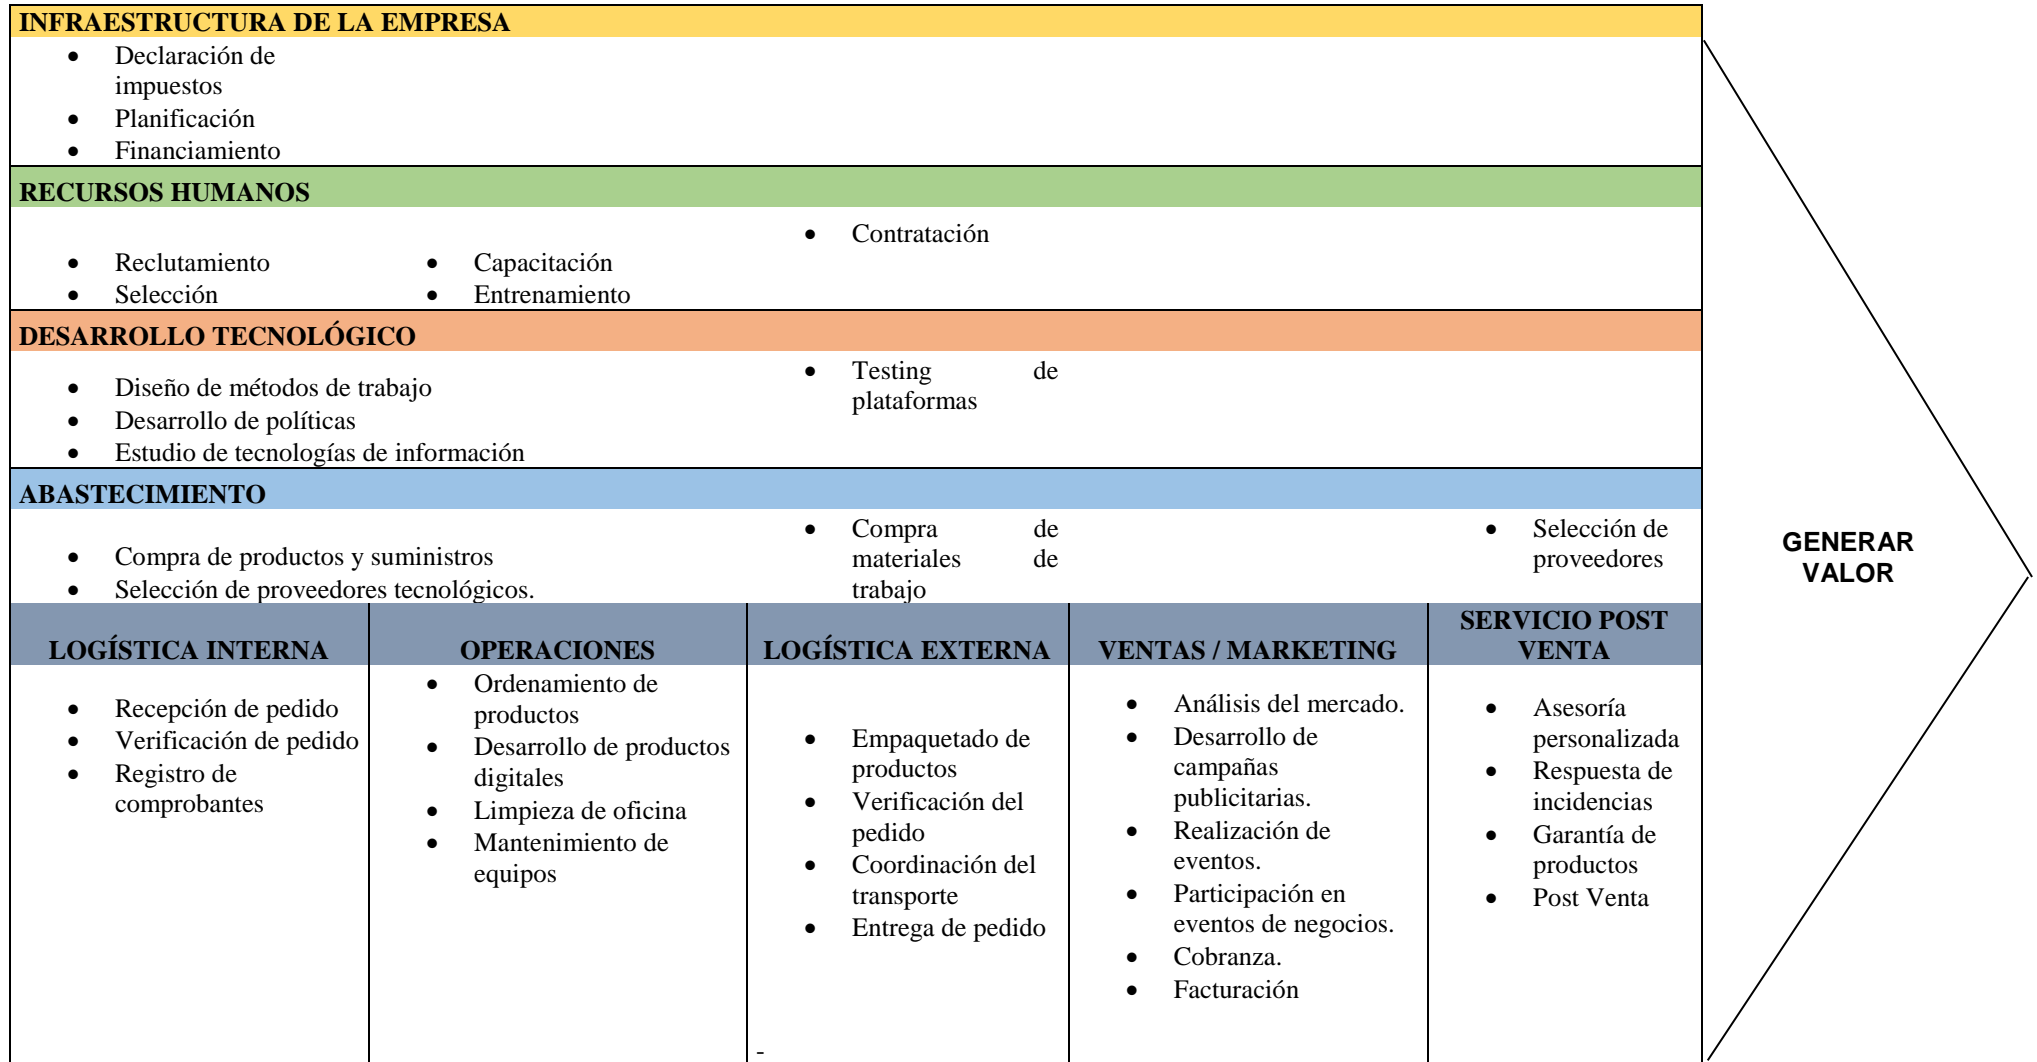 INFRAESTRUCTURA DE LA EMPRESA
• Declaración de
impuestos
• Planificación
• Financiamiento
RECURSOS HUMANOS
• Reclutamiento
• Selección
• Capacitación
• Entrenamiento
• Contratación
DESARROLLO TECNOLÓGICO
• Diseño de métodos de trabajo
• Desarrollo de políticas
• Estudio de tecnologías de información
• Testing de
plataformas
ABASTECIMIENTO
• Compra de productos y suministros
• Selección de proveedores tecnológicos.
• Compra de
materiales de
trabajo
• Selección de
proveedores
LOGÍSTICA INTERNA
• Recepción de pedido
• Verificación de pedido
• Registro de
comprobantes
OPERACIONES
• Ordenamiento de
productos
• Desarrollo de productos
digitales
• Limpieza de oficina
• Mantenimiento de
equipos
LOGÍSTICA EXTERNA
• Empaquetado de
productos
• Verificación del
pedido
• Coordinación del
transporte
• Entrega de pedido
-
VENTAS / MARKETING
• Análisis del mercado.
• Desarrollo de
campañas
publicitarias.
• Realización de
eventos.
• Participación en
eventos de negocios.
• Cobranza.
• Facturación
SERVICIO POST
VENTA
• Asesoría
personalizada
• Respuesta de
incidencias
• Garantía de
productos
• Post Venta
GENERAR
VALOR